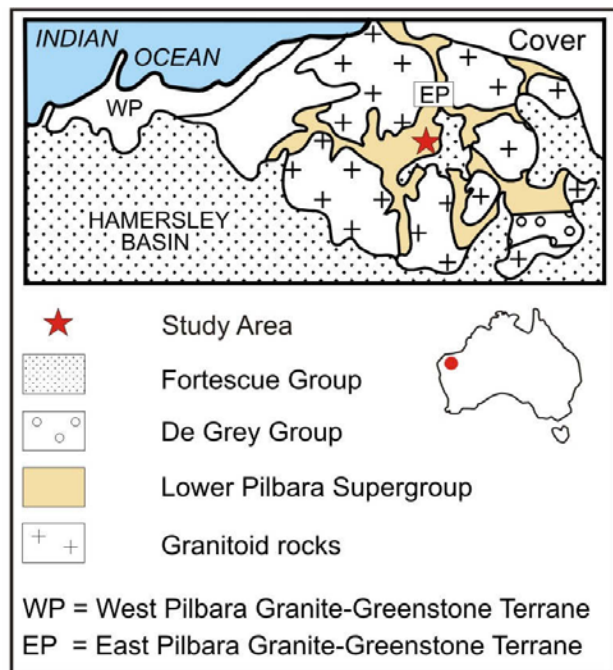 INDIAN
OCEAN
Cover
WP
EP
HAMERSLEY
BASIN
Study Area
Fortescue Group
De Grey Group
Lower Pilbara Supergroup
Granitoid rocks
WP = West Pilbara Granite-Greenstone Terrane
EP = East Pilbara Granite-Greenstone Terrane